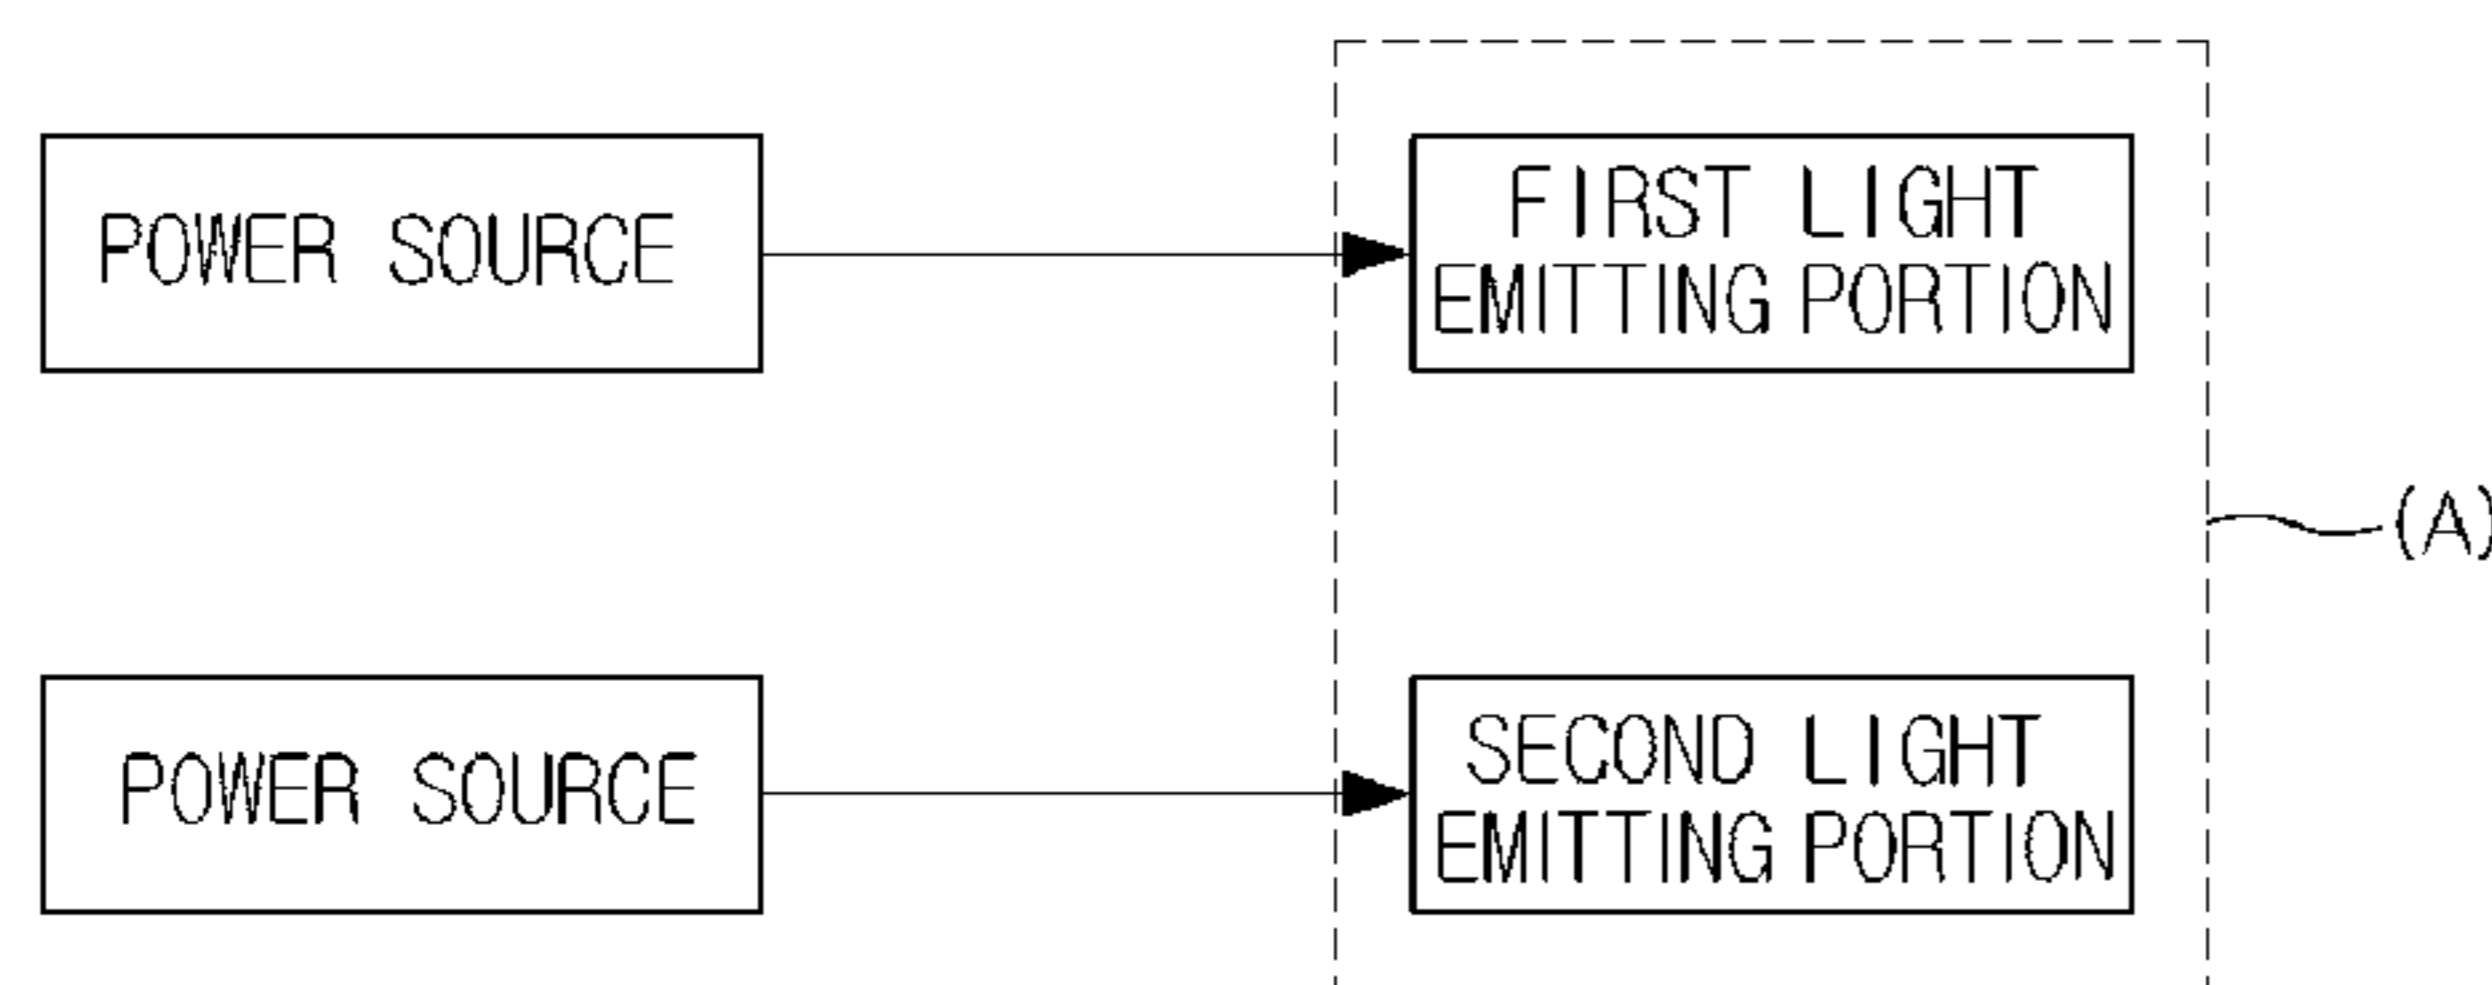 POWER SOURCE
FIRST LIGHT
EMITTING PORTION
(A)
POWER SOURCE
SECOND LIGHT
EMITTING PORTION